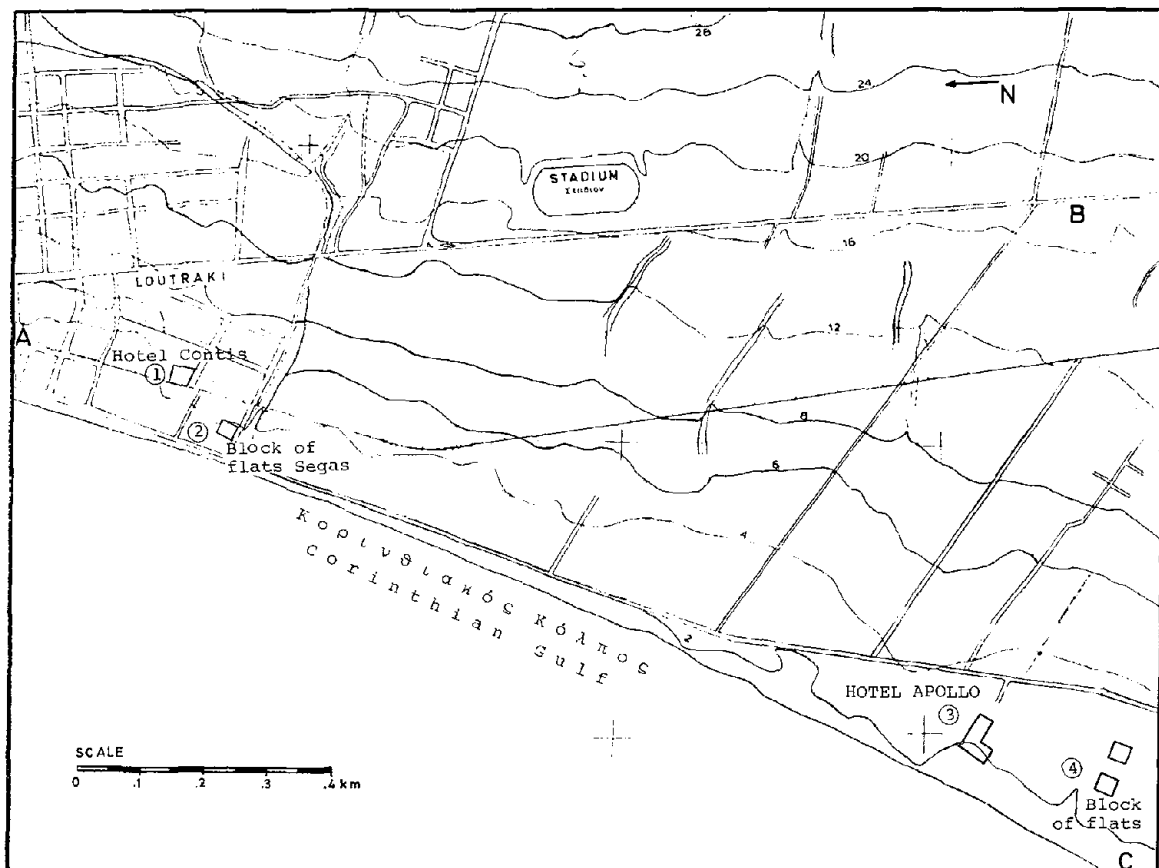 28
24
N
20
STADIUM
B
16
LOUTRAKI
12
A
Hotel Contis
1
8
2
Block of
flats Segas
6
4
Κορινθιακός Κόλπος
Corinthian Gulf
2
HOTEL APOLLO
3
4
Block
of flats
SCALE
0 .1 .2 .3 .4 km
C